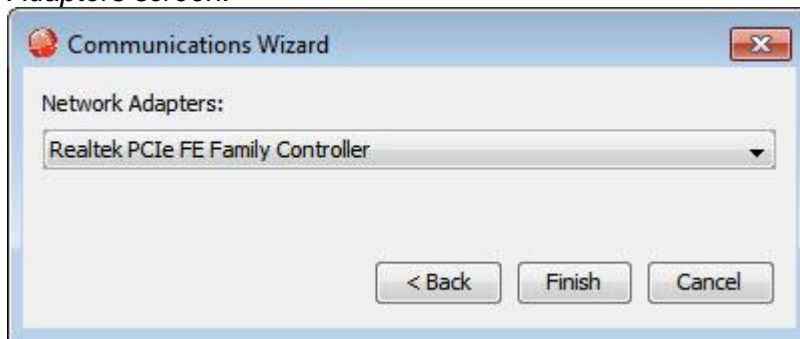 Adapters screen.
Communications Wizard
Network Adapters:
Realtek PCIe FE Family Controller
< Back Finish Cancel